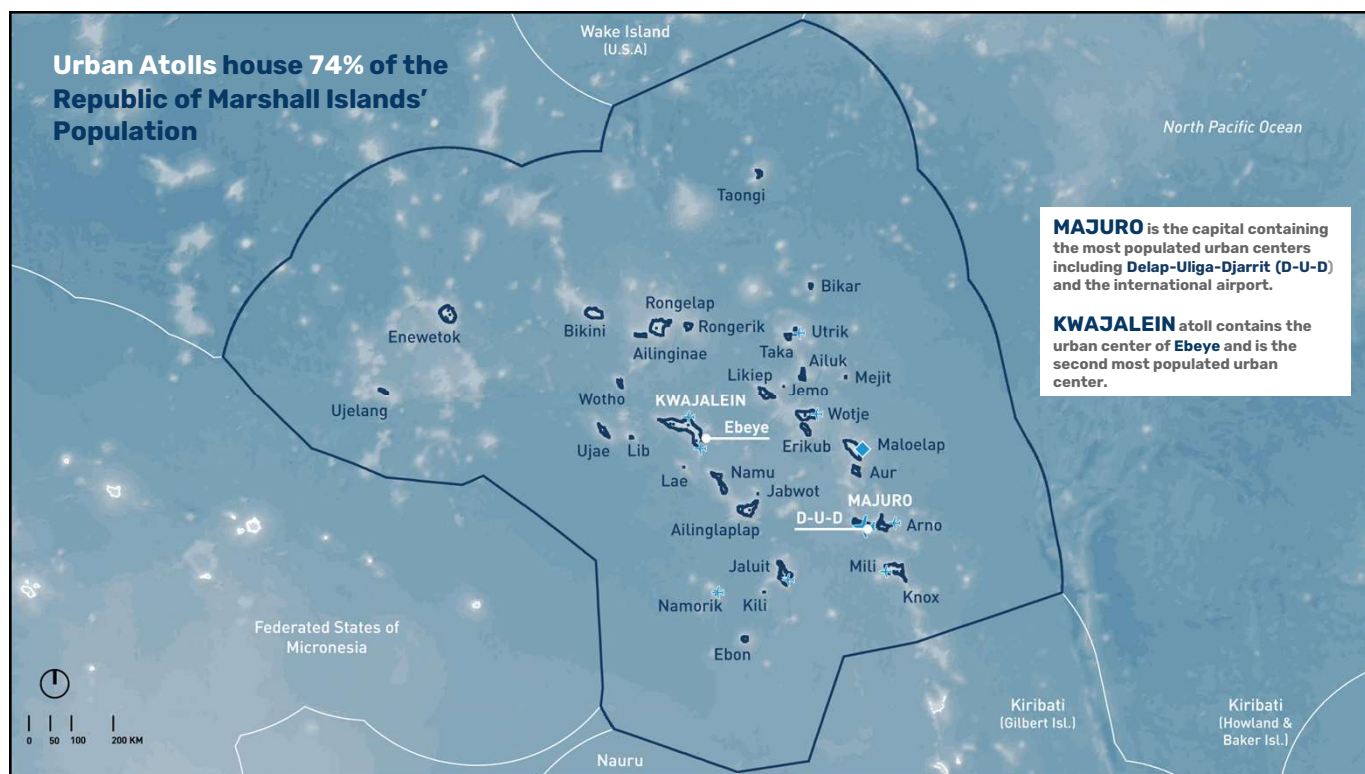 Urban Atolls house 74% of the
Republic of Marshall Islands’
Population
Wake Island
(U.S.A)
North Pacific Ocean
MAJURO is the capital containing
the most populated urban centers
including Delap-Uliga-Djarrit (D-U-D)
and the international airport.
KWAJALEIN atoll contains the
urban center of Ebeye and is the
second most populated urban
center.
Taongi
Bikar
Rongelap
Enewetok
Bikini
Rongerik
Utrik
Ailinginae
Taka
Ailuk
Likiep
Jemo
Mejit
Ujelang
Wotho
KWAJALEIN
Wotje
Ebeye
Ujae
Lib
Erikub
Maloelap
Lae
Namu
Aur
Jabwot
MAJURO
D-U-D
Arno
Ailinglaplap
Jaluit
Mili
Namorik
Kili
Knox
Ebon
Federated States of
Micronesia
0 50 100 200 KM
Nauru
Kiribati
(Gilbert Isl.)
Kiribati
(Howland &
Baker Isl.)